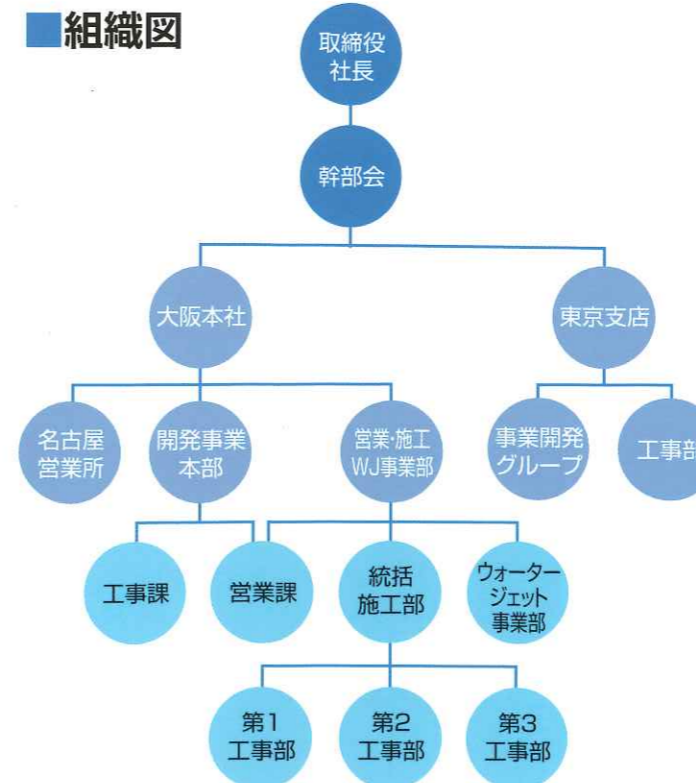 ■組織図
取締役
社長
幹部会
大阪本社
東京支店
名古屋
営業所
開発事業
本部
営業・施工
WJ事業部
事業開発
グループ
工事部
工事課
営業課
統括
施工部
ウォーター
ジェット
事業部
第1
工事部
第2
工事部
第3
工事部